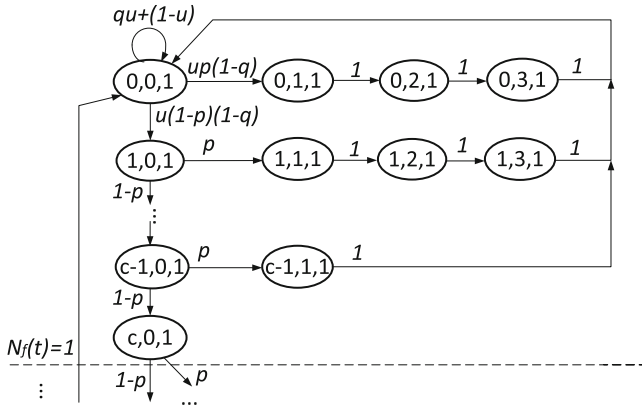 qu+(1-u)
0,0,1 up(1-q) 0,1,1 1 0,2,1 1 0,3,1 1
u(1-p)(1-q)
1,0,1 p 1,1,1 1 1,2,1 1 1,3,1 1
1-p
...
c-1,0,1 p c-1,1,1 1
1-p
c,0,1
Nf(t)=1
1-p p
... ...